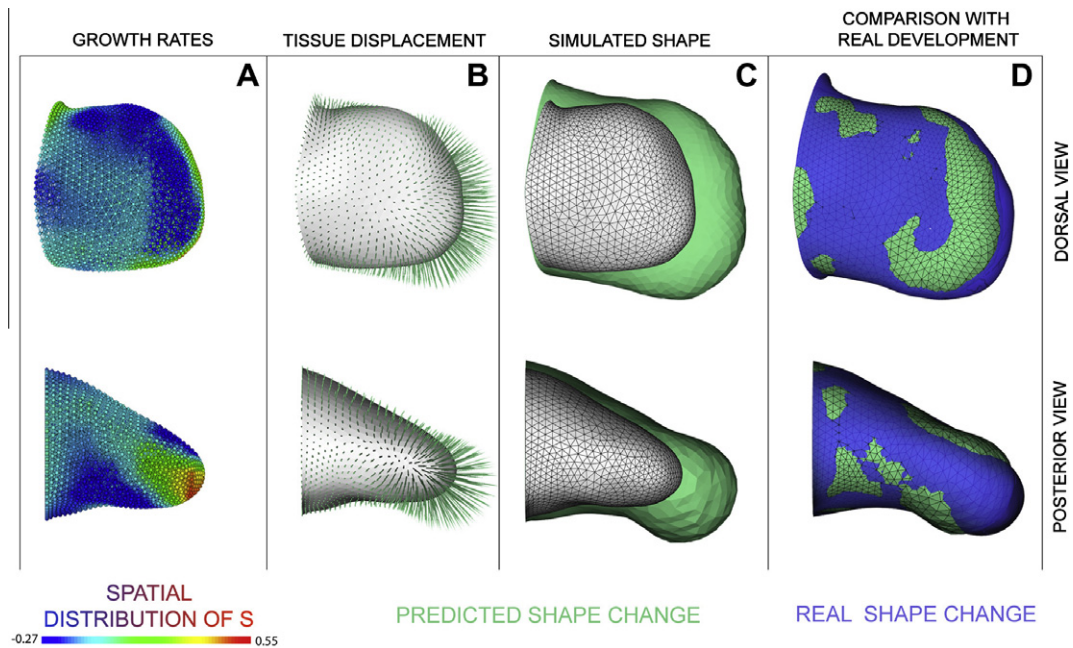 GROWTH RATES
TISSUE DISPLACEMENT
SIMULATED SHAPE
COMPARISON WITH
REAL DEVELOPMENT
A
B
C
D
DORSAL VIEW
POSTERIOR VIEW
SPATIAL
DISTRIBUTION OF S
-0.27
0.55
PREDICTED SHAPE CHANGE
REAL SHAPE CHANGE